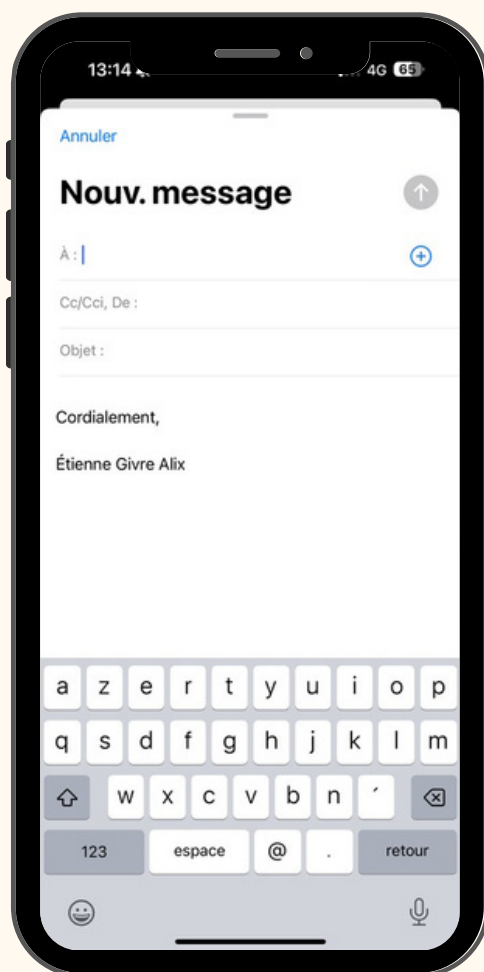 13:14 4G 65
Annuler
Nouv. message
À :
Cc/Cci, De :
Objet :
Cordialement,
Étienne Givre Alix
a z e r t y u i o p
q s d f g h j k l m
w x c v b n ´
123 espace @ . retour